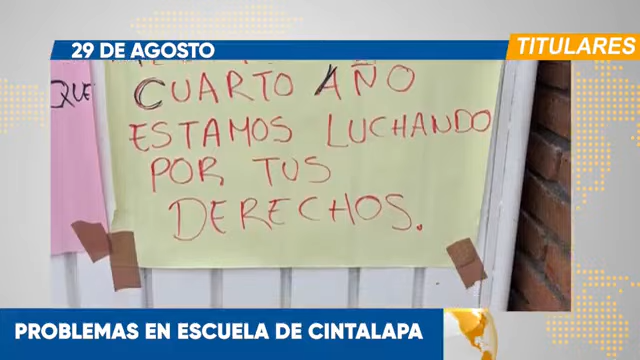 29 DE AGOSTO
TITULARES
QUE
CUARTO AÑO
ESTAMOS LUCHANDO
POR TUS
DERECHOS.
PROBLEMAS EN ESCUELA DE CINTALAPA